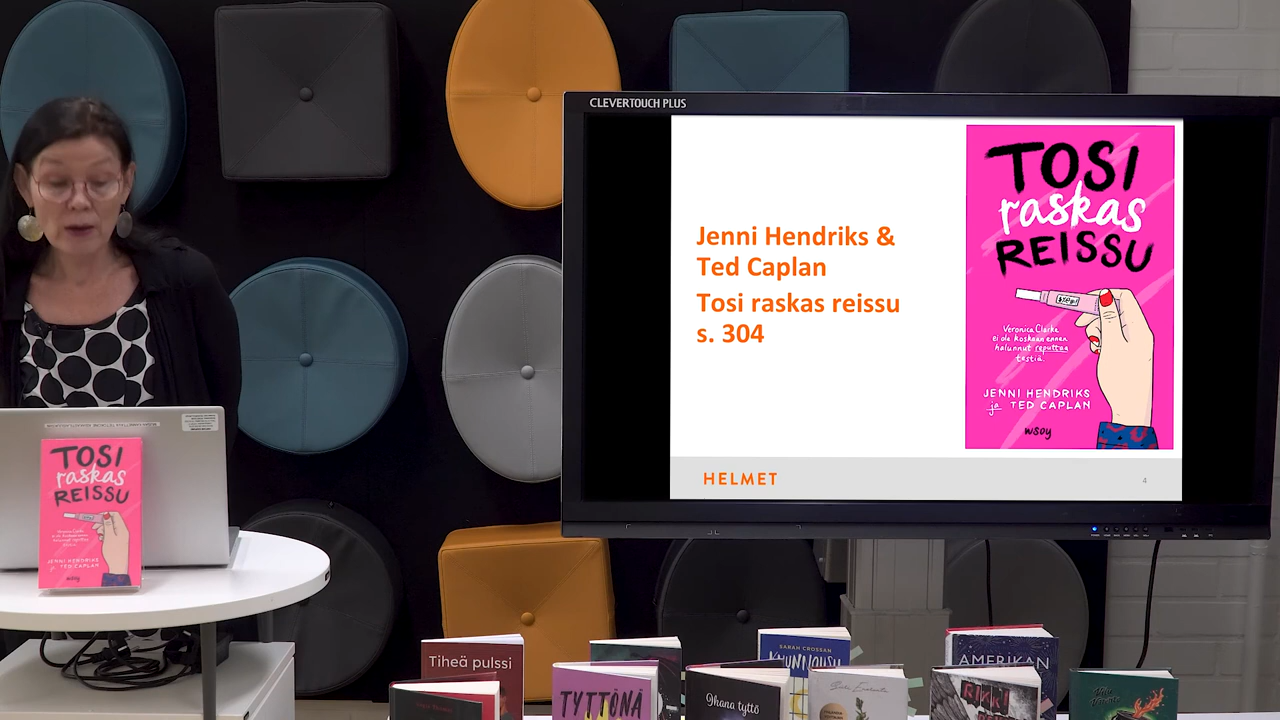 CLEVERTOUCH PLUS
Jenni Hendriks &
Ted Caplan
Tosi raskas reissu
s. 304
HELMET
4
TOSI
raskas
REISSU
Veronica Clarke
ei ole koskaan ennen
halunnut reputtaa
testiä.
JENNI HENDRIKS
ja TED CAPLAN
wsoy
TOSI
raskas
REISSU
JENNI HENDRIKS
ja TED CAPLAN
wsoy
Tiheä pulssi
TYTTÖNÄ
SARAH CROSSAN
Ohana tyttö
AMERIKAN
RIKKI